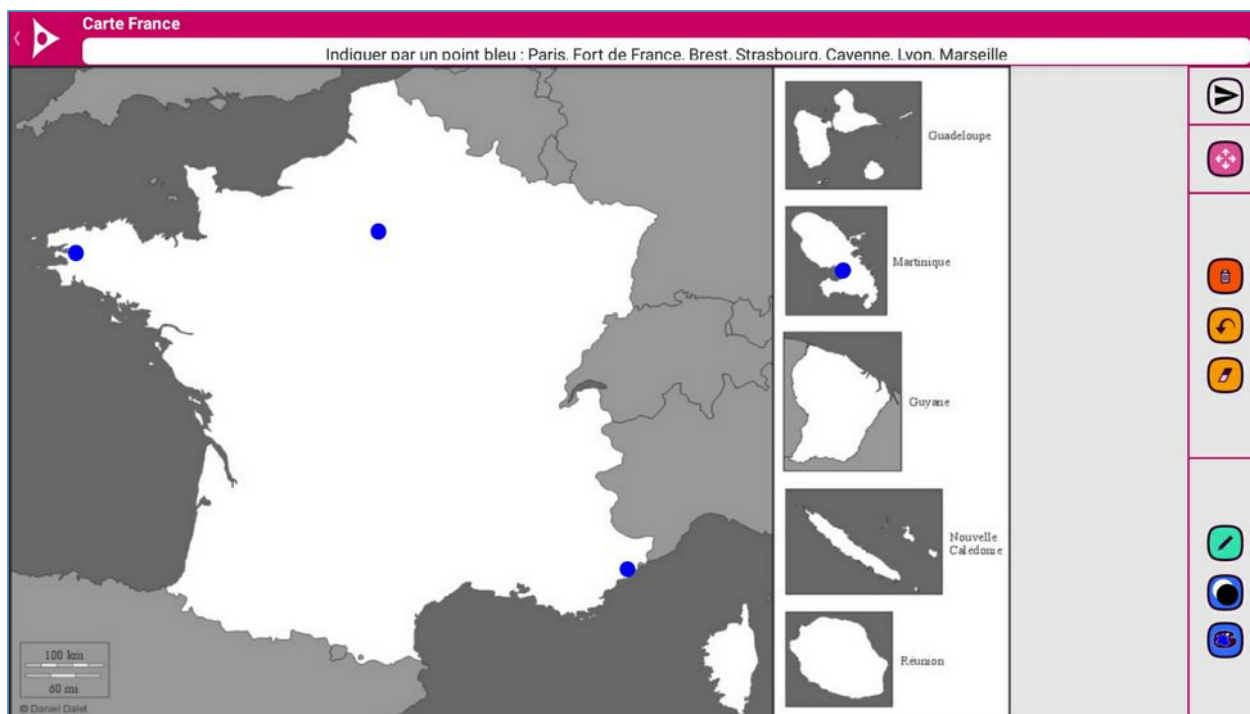 Carte France
Indiquer par un point bleu : Paris, Fort de France, Brest, Strasbourg, Cayenne, Lyon, Marseille
Guadeloupe
Martinique
Guyane
Nouvelle
Calédonie
Réunion
100 km
60 mi
© Daniel Dalet